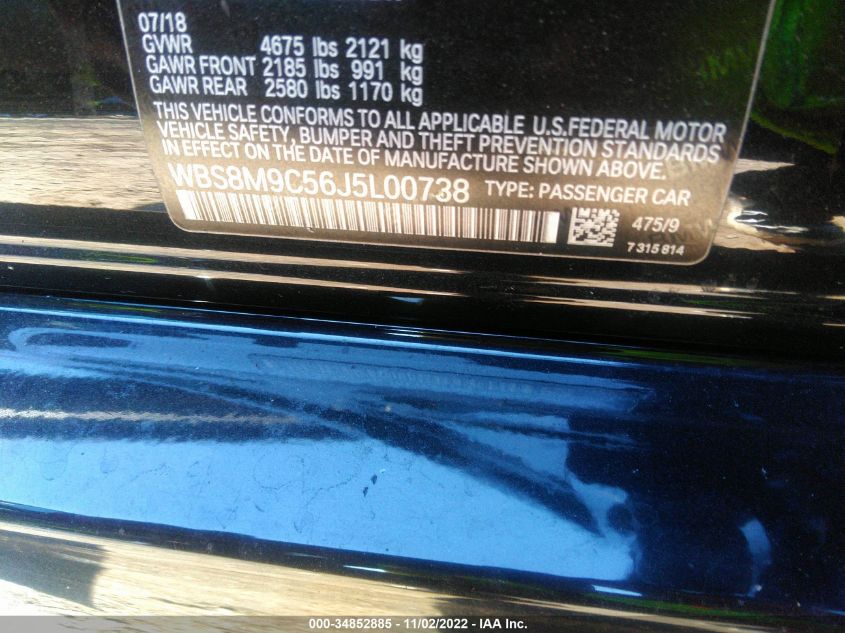 07/18
GVWR 4675 lbs 2121 kg
GAWR FRONT 2185 lbs 991 kg
GAWR REAR 2580 lbs 1170 kg
THIS VEHICLE CONFORMS TO ALL APPLICABLE U.S.FEDERAL MOTOR
VEHICLE SAFETY, BUMPER AND THEFT PREVENTION STANDARDS
IN EFFECT ON THE DATE OF MANUFACTURE SHOWN ABOVE.
WBS8M9C56J5L00738 TYPE: PASSENGER CAR
475/9
7 315 814
000-34852885 - 11/02/2022 - IAA Inc.